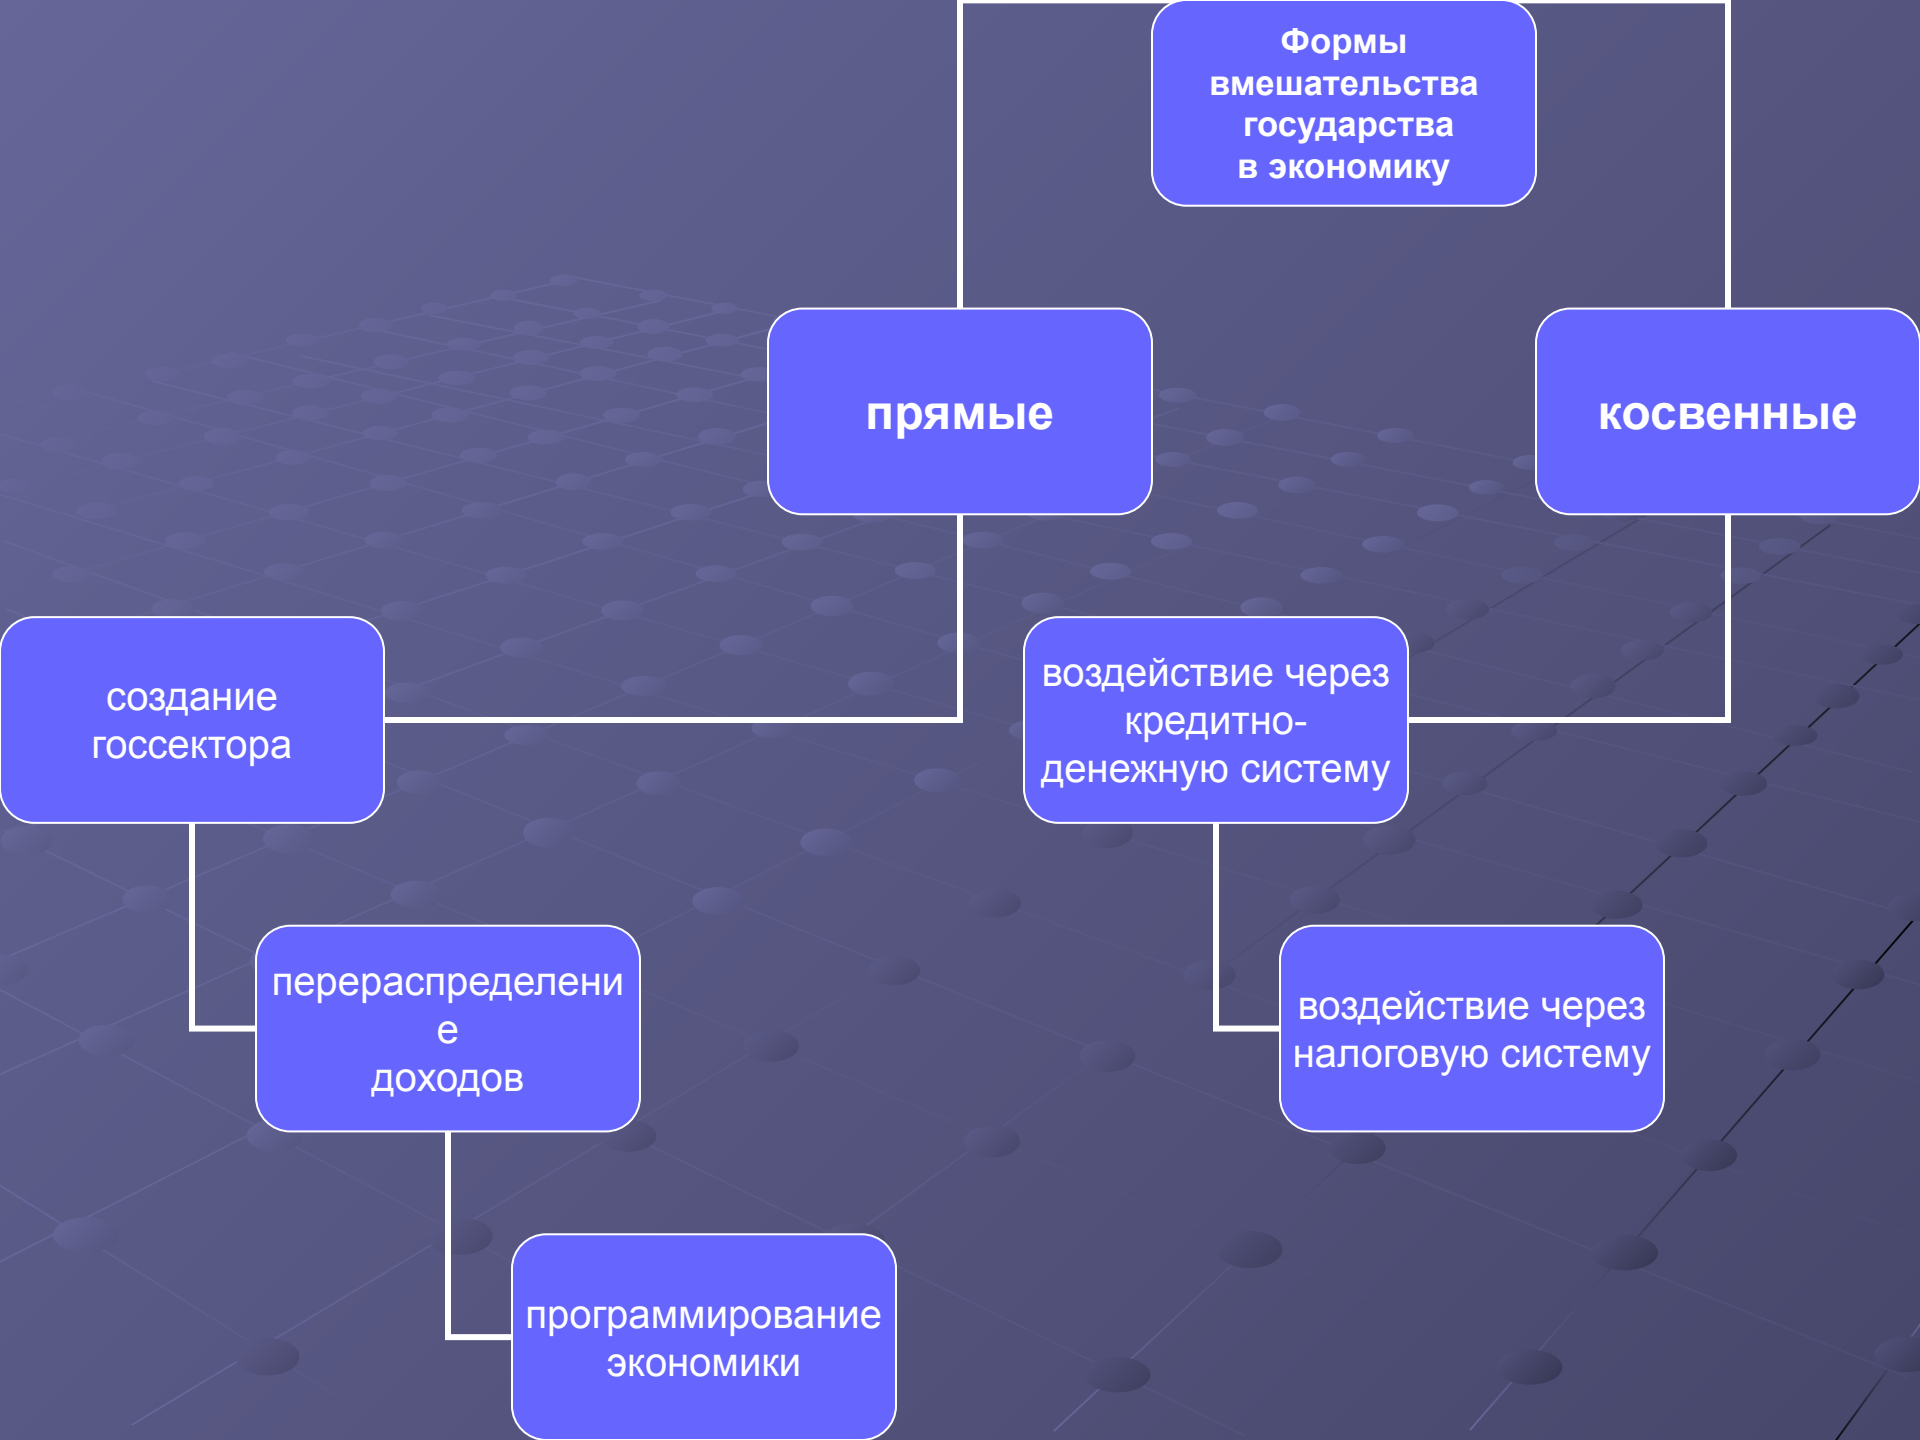 Формы
вмешательства
государства
в экономику
прямые
косвенные
создание
госсектора
воздействие через
кредитно-
денежную систему
перераспределени
е
доходов
воздействие через
налоговую систему
программирование
экономики